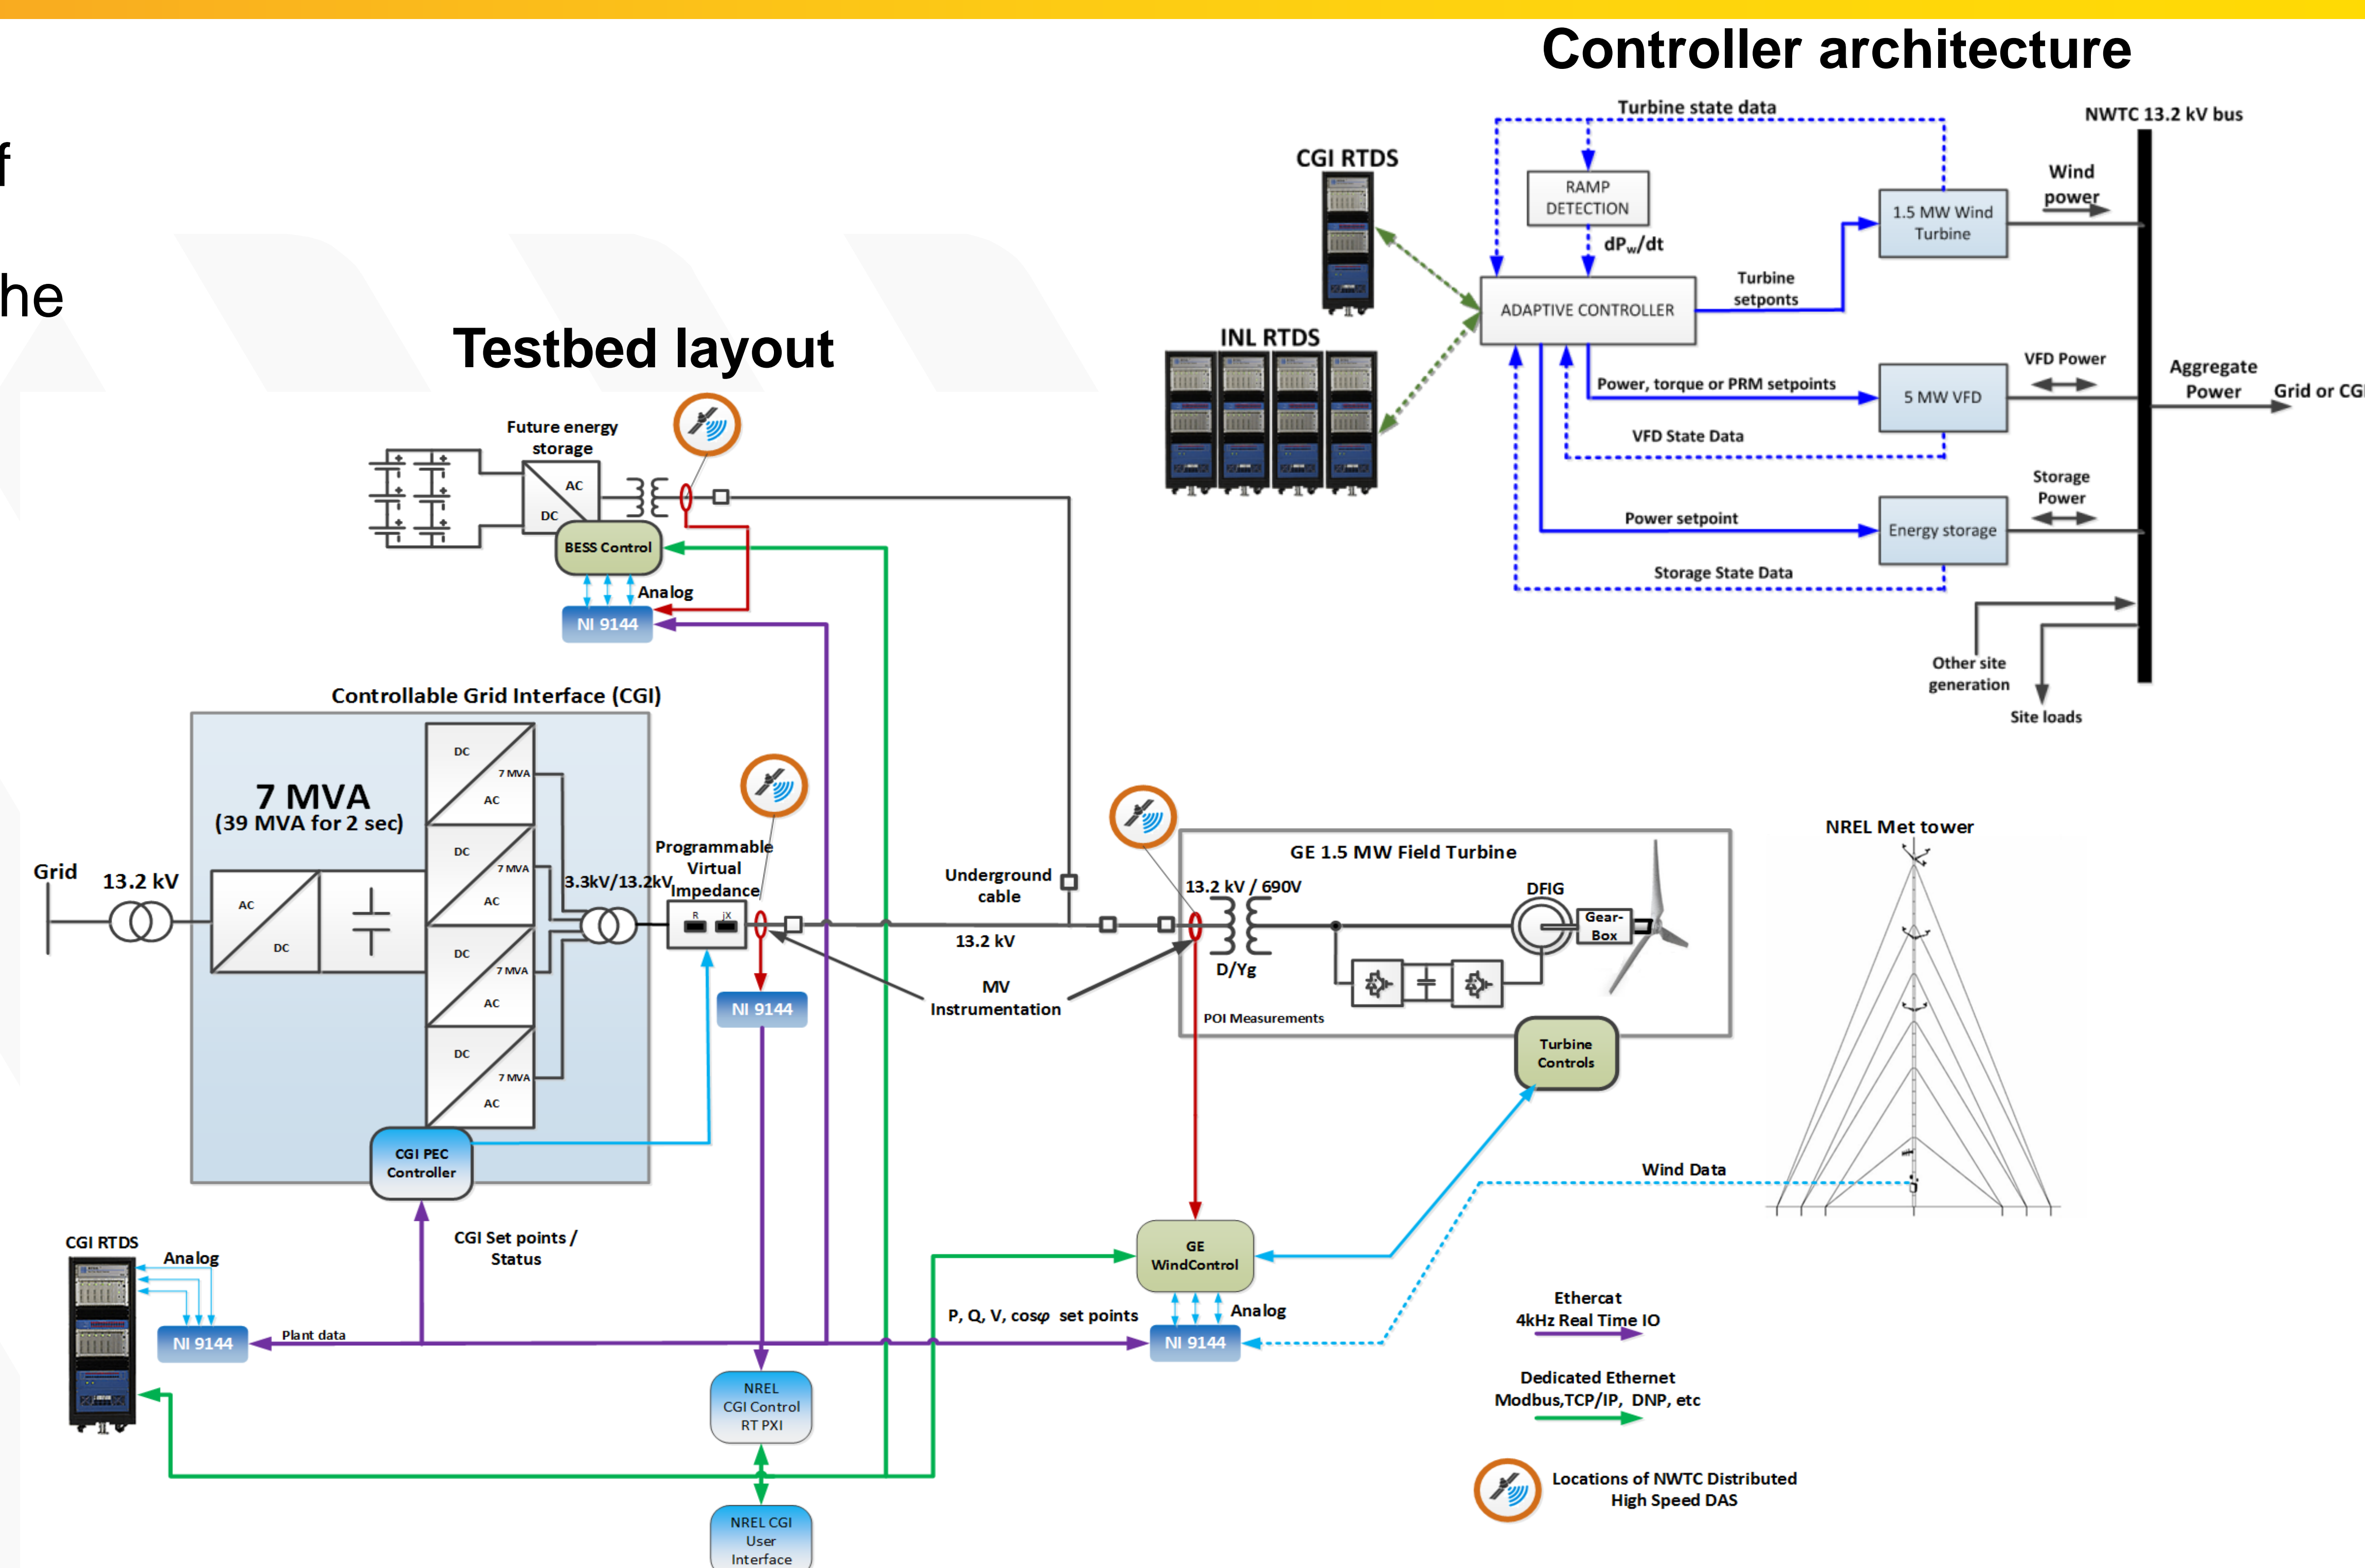 f
he
Testbed layout
Future energy
storage
AC
DC
BESS Control
Analog
NI 9144
Controllable Grid Interface (CGI)
7 MVA
(39 MVA for 2 sec)
Grid
13.2 kV
AC
DC
DC
7 MVA
AC
DC
7 MVA
AC
DC
7 MVA
AC
DC
7 MVA
AC
3.3kV/13.2kV
Programmable
Virtual
Impedance
R
jX
NI 9144
CGI PEC
Controller
CGI Set points /
Status
CGI RTDS
Analog
NI 9144
Plant data
NREL
CGI Control
RT PXI
NREL CGI
User
Interface
Underground
cable
13.2 kV
MV
Instrumentation
13.2 kV / 690V
D/Yg
GE 1.5 MW Field Turbine
DFIG
Gear-
Box
POI Measurements
Turbine
Controls
NREL Met tower
Wind Data
GE
WindControl
P, Q, V, cosφ set points
Analog
NI 9144
Ethercat
4kHz Real Time IO
Dedicated Ethernet
Modbus,TCP/IP, DNP, etc
Locations of NWTC Distributed
High Speed DAS
Controller architecture
Turbine state data
NWTC 13.2 kV bus
CGI RTDS
RAMP
DETECTION
dPw/dt
INL RTDS
ADAPTIVE CONTROLLER
Turbine
setponts
1.5 MW Wind
Turbine
Wind
power
Power, torque or PRM setpoints
5 MW VFD
VFD Power
VFD State Data
Aggregate
Power
Grid or CGI
Power setpoint
Energy storage
Storage
Power
Storage State Data
Other site
generation
Site loads